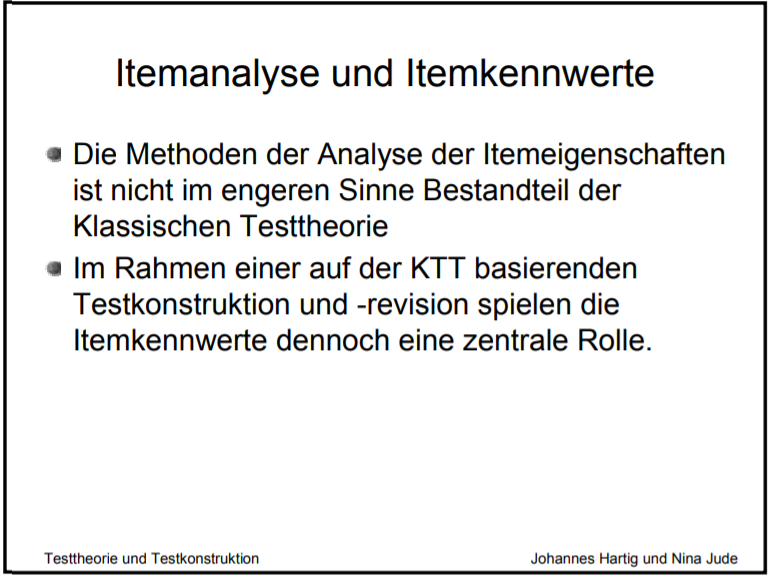 Itemanalyse und Itemkennwerte
Die Methoden der Analyse der Itemeigenschaften
ist nicht im engeren Sinne Bestandteil der
Klassischen Testtheorie
Im Rahmen einer auf der KTT basierenden
Testkonstruktion und -revision spielen die
Itemkennwerte dennoch eine zentrale Rolle.
Testtheorie und Testkonstruktion
Johannes Hartig und Nina Jude